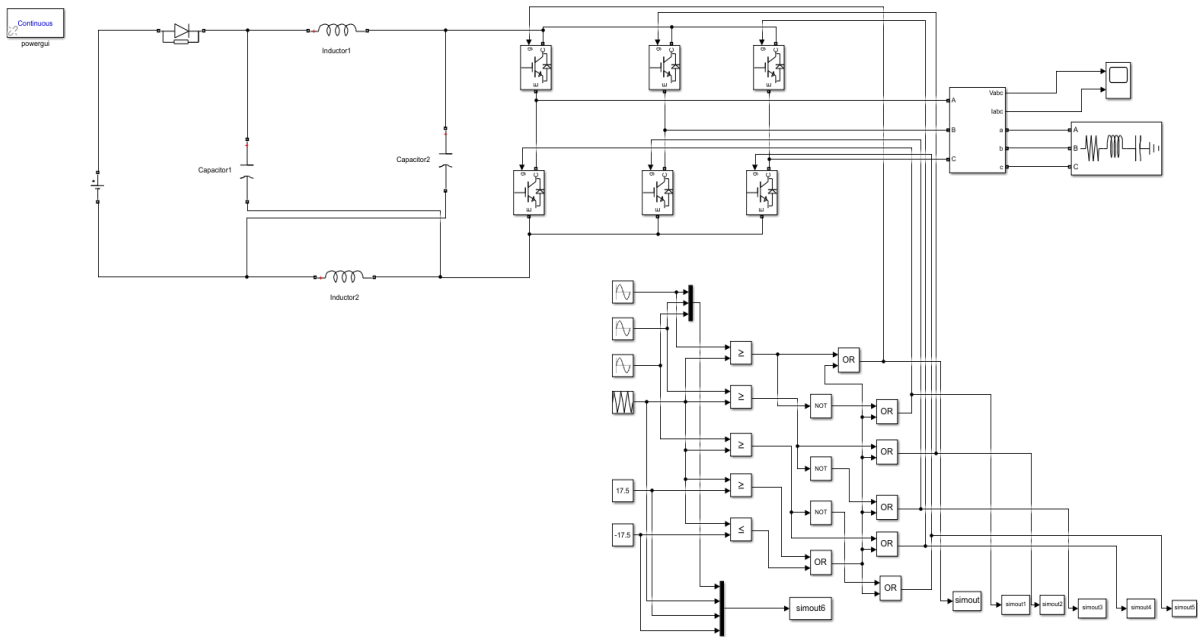 Continuous
powergui
Inductor1
Capacitor1
Capacitor2
Inductor2
g C
E
g C
E
g C
E
g C
E
g C
E
g C
E
A
B
C
Vabc
Iabc
a
b
c
A
B
C
≥
≥
≥
≥
≤
17.5
-17.5
NOT
NOT
NOT
OR
OR
OR
OR
OR
OR
OR
simout
simout1
simout2
simout3
simout4
simout5
simout6